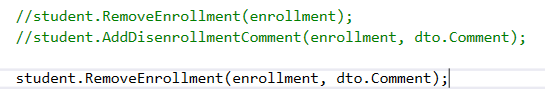 //student.RemoveEnrollment(enrollment);
//student.AddDisenrollmentComment(enrollment, dto.Comment);
student.RemoveEnrollment(enrollment, dto.Comment);